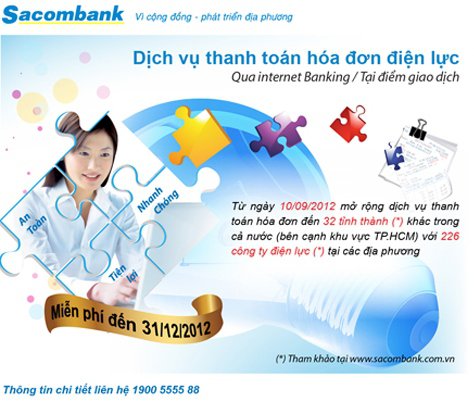 Sacombank
Vì cộng đồng - phát triển địa phương
Dịch vụ thanh toán hóa đơn điện lực
Qua internet Banking / Tại điểm giao dịch
An Toàn
Nhanh Chóng
Tiện lợi
Từ ngày 10/09/2012 mở rộng dịch vụ thanh
toán hóa đơn đến 32 tỉnh thành (*) khác trong
cả nước (bên cạnh khu vực TP.HCM) với 226
công ty điện lực (*) tại các địa phương
Miễn phí đến 31/12/2012
(*) Tham khảo tại www.sacombank.com.vn
Thông tin chi tiết liên hệ 1900 5555 88